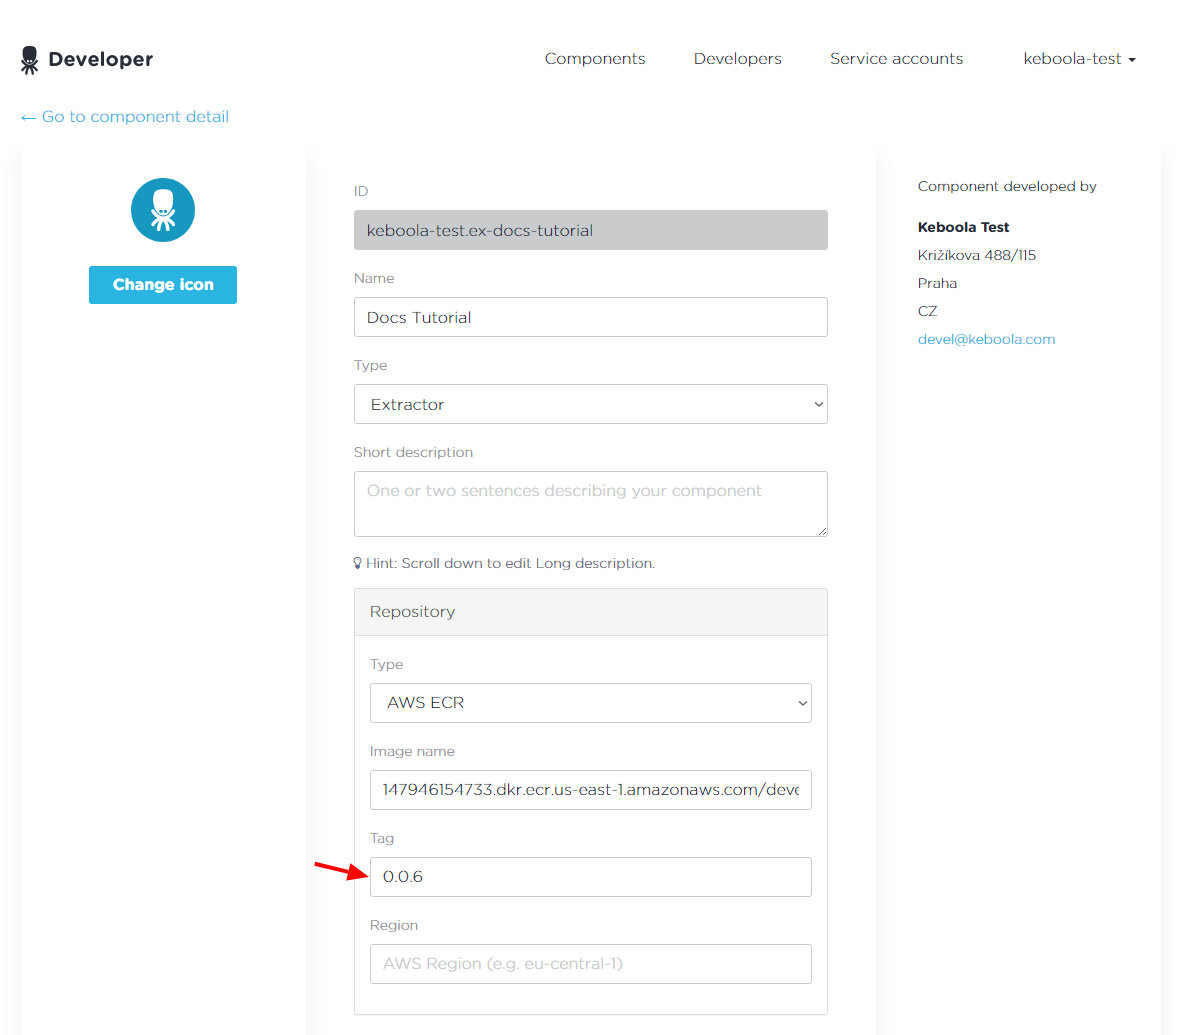 Developer
Components
Developers
Service accounts
keboola-test
← Go to component detail
Change icon
ID
keboola-test.ex-docs-tutorial
Name
Docs Tutorial
Type
Extractor
Short description
One or two sentences describing your component
Hint: Scroll down to edit Long description.
Repository
Type
AWS ECR
Image name
147946154733.dkr.ecr.us-east-1.amazonaws.com/deve
Tag
0.0.6
Region
AWS Region (e.g. eu-central-1)
Component developed by
Keboola Test
Križíkova 488/115
Praha
CZ
devel@keboola.com